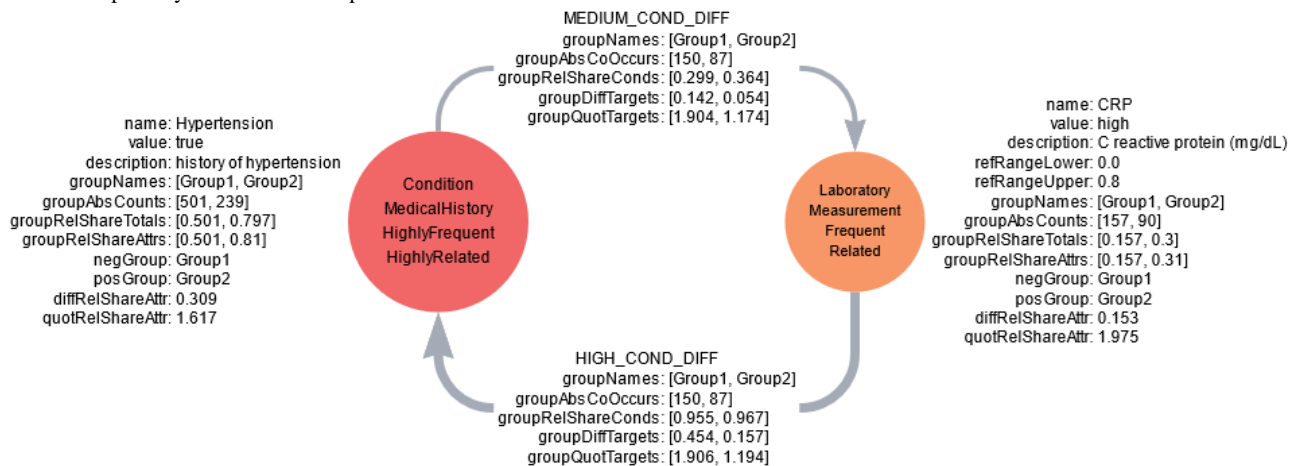 MEDIUM_COND_DIFF
groupNames: [Group1, Group2]
groupAbsCoOccurs: [150, 87]
groupRelShareConds: [0.299, 0.364]
groupDiffTargets: [0.142, 0.054]
groupQuotTargets: [1.904, 1.174]
name: Hypertension
value: true
description: history of hypertension
groupNames: [Group1, Group2]
groupAbsCounts: [501, 239]
groupRelShareTotals: [0.501, 0.797]
groupRelShareAttrs: [0.501, 0.81]
negGroup: Group1
posGroup: Group2
diffRelShareAttr: 0.309
quotRelShareAttr: 1.617
Condition
MedicalHistory
HighlyFrequent
HighlyRelated
Laboratory
Measurement
Frequent
Related
name: CRP
value: high
description: C reactive protein (mg/dL)
refRangeLower: 0.0
refRangeUpper: 0.8
groupNames: [Group1, Group2]
groupAbsCounts: [157, 90]
groupRelShareTotals: [0.157, 0.3]
groupRelShareAttrs: [0.157, 0.31]
negGroup: Group1
posGroup: Group2
diffRelShareAttr: 0.153
quotRelShareAttr: 1.975
HIGH_COND_DIFF
groupNames: [Group1, Group2]
groupAbsCoOccurs: [150, 87]
groupRelShareConds: [0.955, 0.967]
groupDiffTargets: [0.454, 0.157]
groupQuotTargets: [1.906, 1.194]